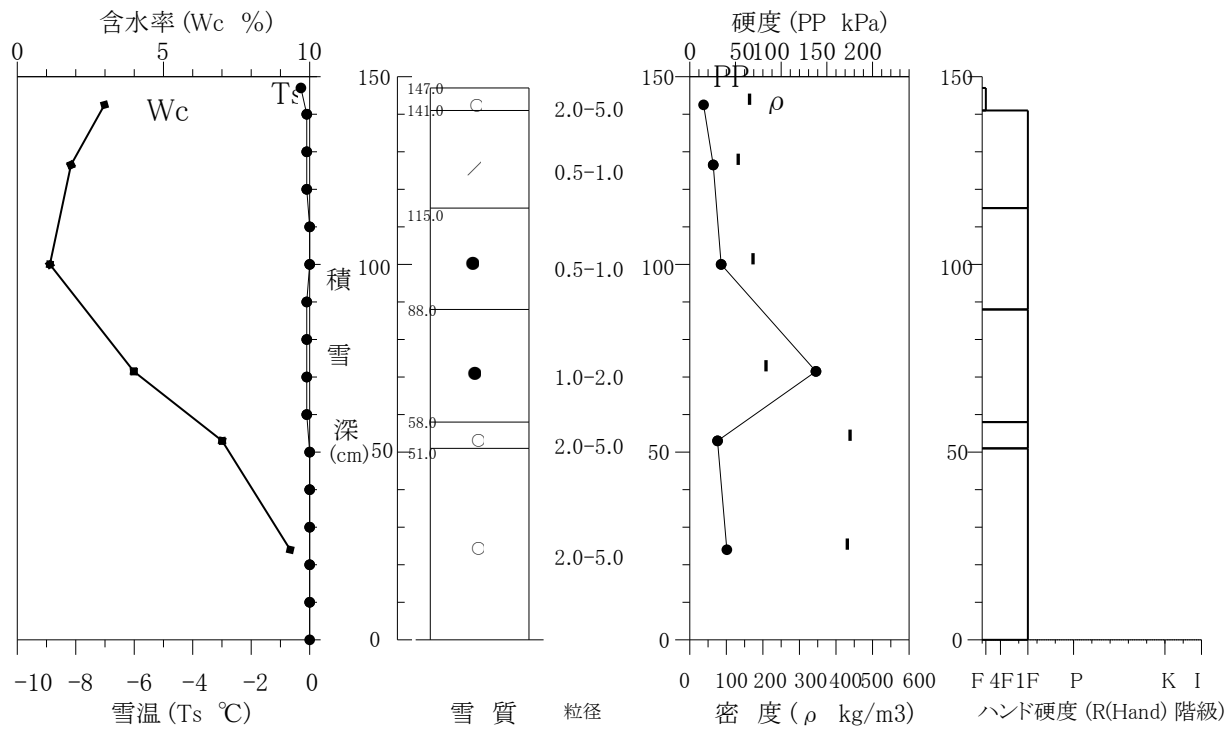 含水率 (Wc %)
0 5 10
Wc
Ts
積
雪
深
(cm)
-10 -8 -6 -4 -2 0
雪温 (Ts ℃)
150
100
50
0
147.0
141.0
115.0
88.0
58.0
51.0
2.0-5.0
0.5-1.0
0.5-1.0
1.0-2.0
2.0-5.0
2.0-5.0
雪 質 粒径
硬度 (PP kPa)
0 50 100 150 200
PP
ρ
150
100
50
0
0 100 200 300 400 500 600
密 度 (ρ kg/m3)
150
100
50
0
F 4F 1F P K I
ハンド硬度 (R(Hand) 階級)